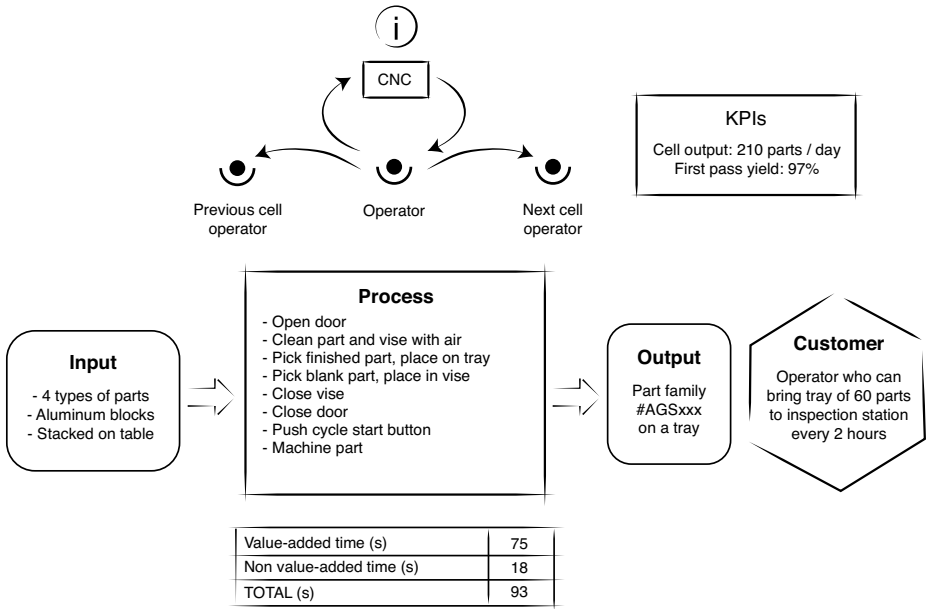 i
CNC
KPIs
Cell output: 210 parts / day
First pass yield: 97%
Previous cell
operator
Operator
Next cell
operator
Process
- Open door
- Clean part and vise with air
- Pick finished part, place on tray
- Pick blank part, place in vise
- Close vise
- Close door
- Push cycle start button
- Machine part
Input
- 4 types of parts
- Aluminum blocks
- Stacked on table
Output
Part family
#AGSxxx
on a tray
Customer
Operator who can
bring tray of 60 parts
to inspection station
every 2 hours
Value-added time (s) 75
Non value-added time (s) 18
TOTAL (s) 93